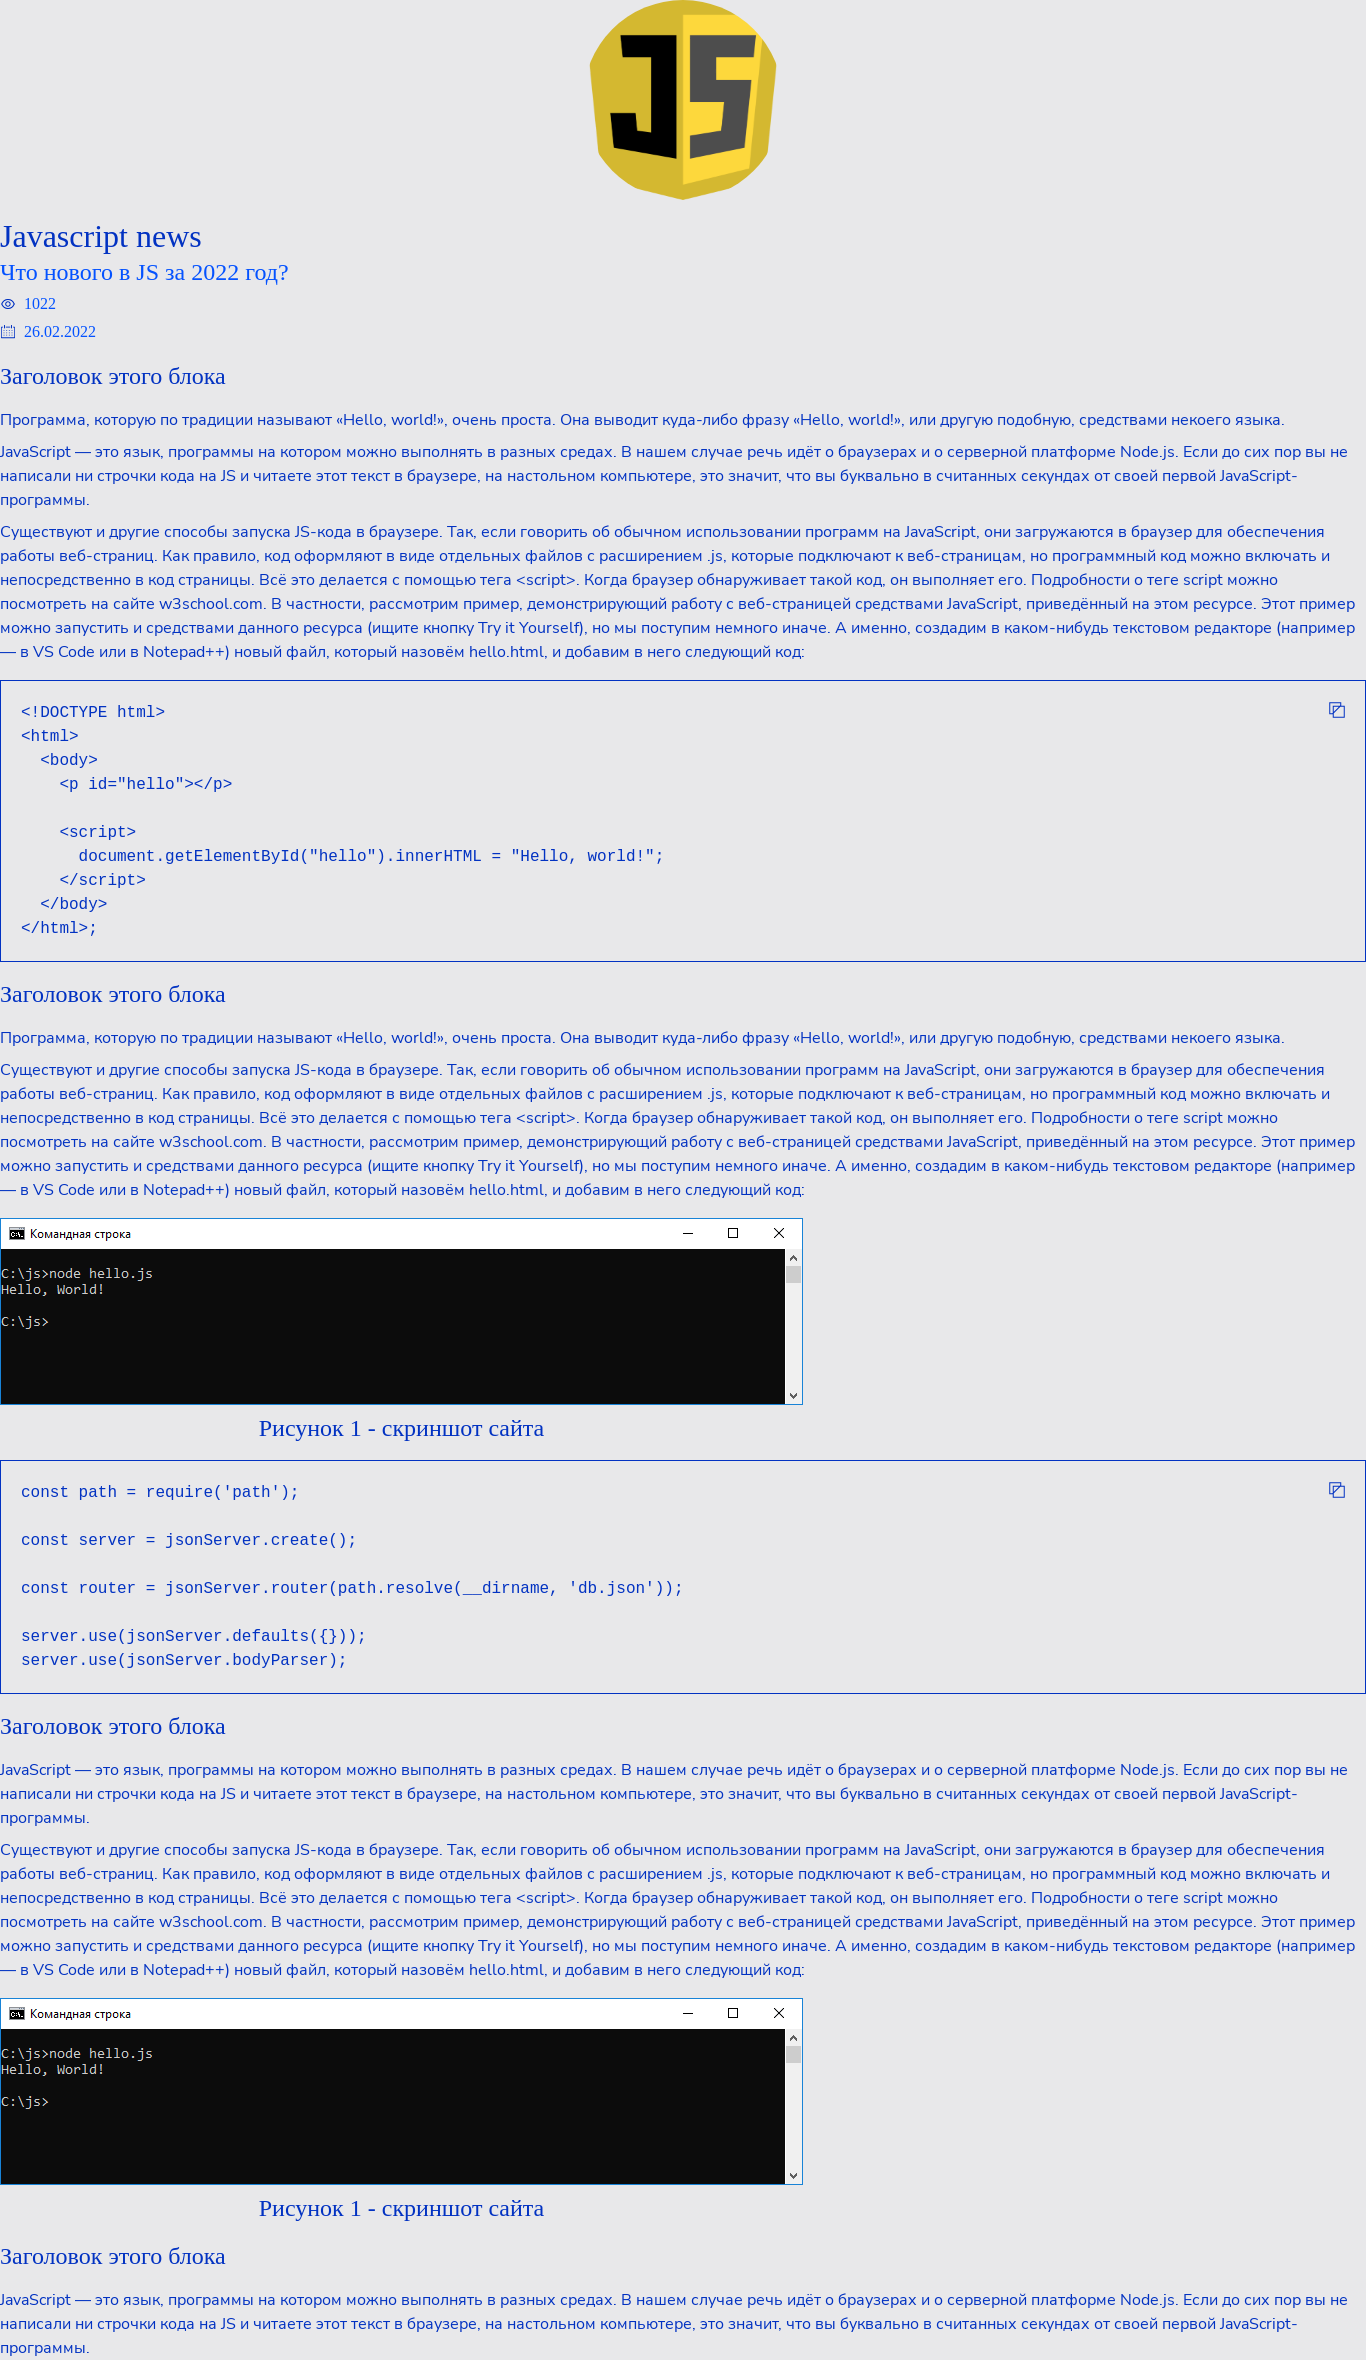 JS
Javascript news
Что нового в JS за 2022 год?
1022
26.02.2022
Заголовок этого блока
Программа, которую по традиции называют «Hello, world!», очень проста. Она выводит куда-либо фразу «Hello, world!», или другую подобную, средствами некоего языка.
JavaScript — это язык, программы на котором можно выполнять в разных средах. В нашем случае речь идёт о браузерах и о серверной платформе Node.js. Если до сих пор вы не
написали ни строчки кода на JS и читаете этот текст в браузере, на настольном компьютере, это значит, что вы буквально в считанных секундах от своей первой JavaScript-
программы.
Существуют и другие способы запуска JS-кода в браузере. Так, если говорить об обычном использовании программ на JavaScript, они загружаются в браузер для обеспечения
работы веб-страниц. Как правило, код оформляют в виде отдельных файлов с расширением .js, которые подключают к веб-страницам, но программный код можно включать и
непосредственно в код страницы. Всё это делается с помощью тега <script>. Когда браузер обнаруживает такой код, он выполняет его. Подробности о теге script можно
посмотреть на сайте w3school.com. В частности, рассмотрим пример, демонстрирующий работу с веб-страницей средствами JavaScript, приведённый на этом ресурсе. Этот пример
можно запустить и средствами данного ресурса (ищите кнопку Try it Yourself), но мы поступим немного иначе. А именно, создадим в каком-нибудь текстовом редакторе (например
— в VS Code или в Notepad++) новый файл, который назовём hello.html, и добавим в него следующий код:
<!DOCTYPE html>
<html>
  <body>
    <p id="hello"></p>
    <script>
      document.getElementById("hello").innerHTML = "Hello, world!";
    </script>
  </body>
</html>;
Заголовок этого блока
Программа, которую по традиции называют «Hello, world!», очень проста. Она выводит куда-либо фразу «Hello, world!», или другую подобную, средствами некоего языка.
Существуют и другие способы запуска JS-кода в браузере. Так, если говорить об обычном использовании программ на JavaScript, они загружаются в браузер для обеспечения
работы веб-страниц. Как правило, код оформляют в виде отдельных файлов с расширением .js, которые подключают к веб-страницам, но программный код можно включать и
непосредственно в код страницы. Всё это делается с помощью тега <script>. Когда браузер обнаруживает такой код, он выполняет его. Подробности о теге script можно
посмотреть на сайте w3school.com. В частности, рассмотрим пример, демонстрирующий работу с веб-страницей средствами JavaScript, приведённый на этом ресурсе. Этот пример
можно запустить и средствами данного ресурса (ищите кнопку Try it Yourself), но мы поступим немного иначе. А именно, создадим в каком-нибудь текстовом редакторе (например
— в VS Code или в Notepad++) новый файл, который назовём hello.html, и добавим в него следующий код:
Командная строка
C:\js>node hello.js
Hello, World!
C:\js>
Рисунок 1 - скриншот сайта
const path = require('path');
const server = jsonServer.create();
const router = jsonServer.router(path.resolve(__dirname, 'db.json'));
server.use(jsonServer.defaults({}));
server.use(jsonServer.bodyParser);
Заголовок этого блока
JavaScript — это язык, программы на котором можно выполнять в разных средах. В нашем случае речь идёт о браузерах и о серверной платформе Node.js. Если до сих пор вы не
написали ни строчки кода на JS и читаете этот текст в браузере, на настольном компьютере, это значит, что вы буквально в считанных секундах от своей первой JavaScript-
программы.
Существуют и другие способы запуска JS-кода в браузере. Так, если говорить об обычном использовании программ на JavaScript, они загружаются в браузер для обеспечения
работы веб-страниц. Как правило, код оформляют в виде отдельных файлов с расширением .js, которые подключают к веб-страницам, но программный код можно включать и
непосредственно в код страницы. Всё это делается с помощью тега <script>. Когда браузер обнаруживает такой код, он выполняет его. Подробности о теге script можно
посмотреть на сайте w3school.com. В частности, рассмотрим пример, демонстрирующий работу с веб-страницей средствами JavaScript, приведённый на этом ресурсе. Этот пример
можно запустить и средствами данного ресурса (ищите кнопку Try it Yourself), но мы поступим немного иначе. А именно, создадим в каком-нибудь текстовом редакторе (например
— в VS Code или в Notepad++) новый файл, который назовём hello.html, и добавим в него следующий код:
Командная строка
C:\js>node hello.js
Hello, World!
C:\js>
Рисунок 1 - скриншот сайта
Заголовок этого блока
JavaScript — это язык, программы на котором можно выполнять в разных средах. В нашем случае речь идёт о браузерах и о серверной платформе Node.js. Если до сих пор вы не
написали ни строчки кода на JS и читаете этот текст в браузере, на настольном компьютере, это значит, что вы буквально в считанных секундах от своей первой JavaScript-
программы.